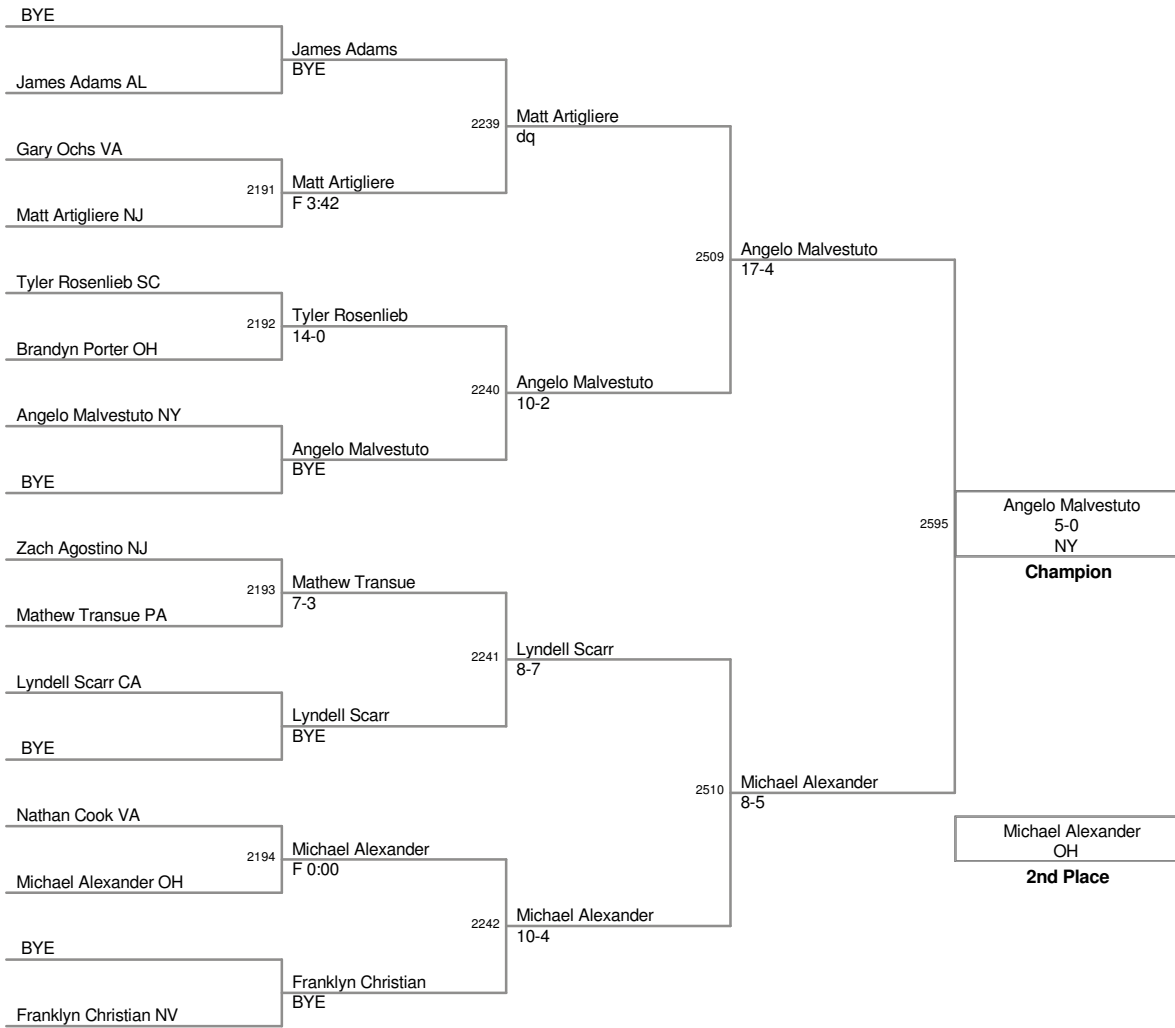 BYE
James Adams AL
James Adams
BYE
Gary Ochs VA
Matt Artigliere NJ
2191
Matt Artigliere
F 3:42
2239
Matt Artigliere
dq
Tyler Rosenlieb SC
Brandyn Porter OH
2192
Tyler Rosenlieb
14-0
Angelo Malvestuto NY
BYE
Angelo Malvestuto
BYE
2240
Angelo Malvestuto
10-2
2509
Angelo Malvestuto
17-4
Zach Agostino NJ
Mathew Transue PA
2193
Mathew Transue
7-3
Lyndell Scarr CA
BYE
Lyndell Scarr
BYE
2241
Lyndell Scarr
8-7
Nathan Cook VA
Michael Alexander OH
2194
Michael Alexander
F 0:00
BYE
Franklyn Christian NV
Franklyn Christian
BYE
2242
Michael Alexander
10-4
2510
Michael Alexander
8-5
2595
Angelo Malvestuto
5-0
NY
Champion
Michael Alexander
OH
2nd Place